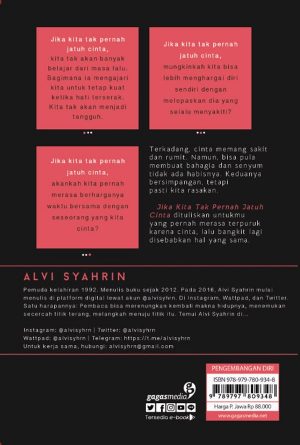 Jika kita tak pernah
jatuh cinta,
kita tak akan banyak
belajar dari masa lalu.
Bagimana ia mengajari
kita untuk tetap kuat
ketika hati terserak.
Kita tak akan menjadi
tangguh.
Jika kita tak pernah
jatuh cinta,
mungkinkah kita bisa
lebih menghargai diri
sendiri dengan
melepaskan dia yang
selalu menyakiti?
Jika kita tak pernah
jatuh cinta,
akankah kita pernah
merasa berharganya
waktu bersama dengan
seseorang yang kita
cinta?
Terkadang, cinta memang sakit
dan rumit. Namun, bisa pula
membuat bahagia dan senyum
tidak ada habisnya. Keduanya
bersimpangan, tetapi
pasti kita rasakan.
Jika Kita Tak Pernah Jatuh
Cinta dituliskan untukmu
yang pernah merasa terpuruk
karena cinta, lalu bangkit lagi
disebabkan hal yang sama.
ALVI SYAHRIN
Pemuda kelahiran 1992. Menulis buku sejak 2012. Pada 2016, Alvi Syahrin mulai
menulis di platform digital lewat akun @alvisyhrn. Di Instagram, Wattpad, dan Twitter.
Satu harapannya: Pembaca bisa merenungkan kembali makna hidupnya, menemukan
secercah titik terang, melangkah menuju titik itu. Temui Alvi Syahrin di...
Instagram: @alvisyhrn | Twitter: @alvisyhrn
Wattpad: @alvisyhrn | Telegram: https://t.me/alvisyhrn
Untuk kerja sama, hubungi: alvisyhrn@gmail.com
gagasmedia
Tersedia e-book
PENGEMBANGAN DIRI
ISBN 978-979-780-934-8
9 789797 809348
Harga P. Jawa Rp 88.000